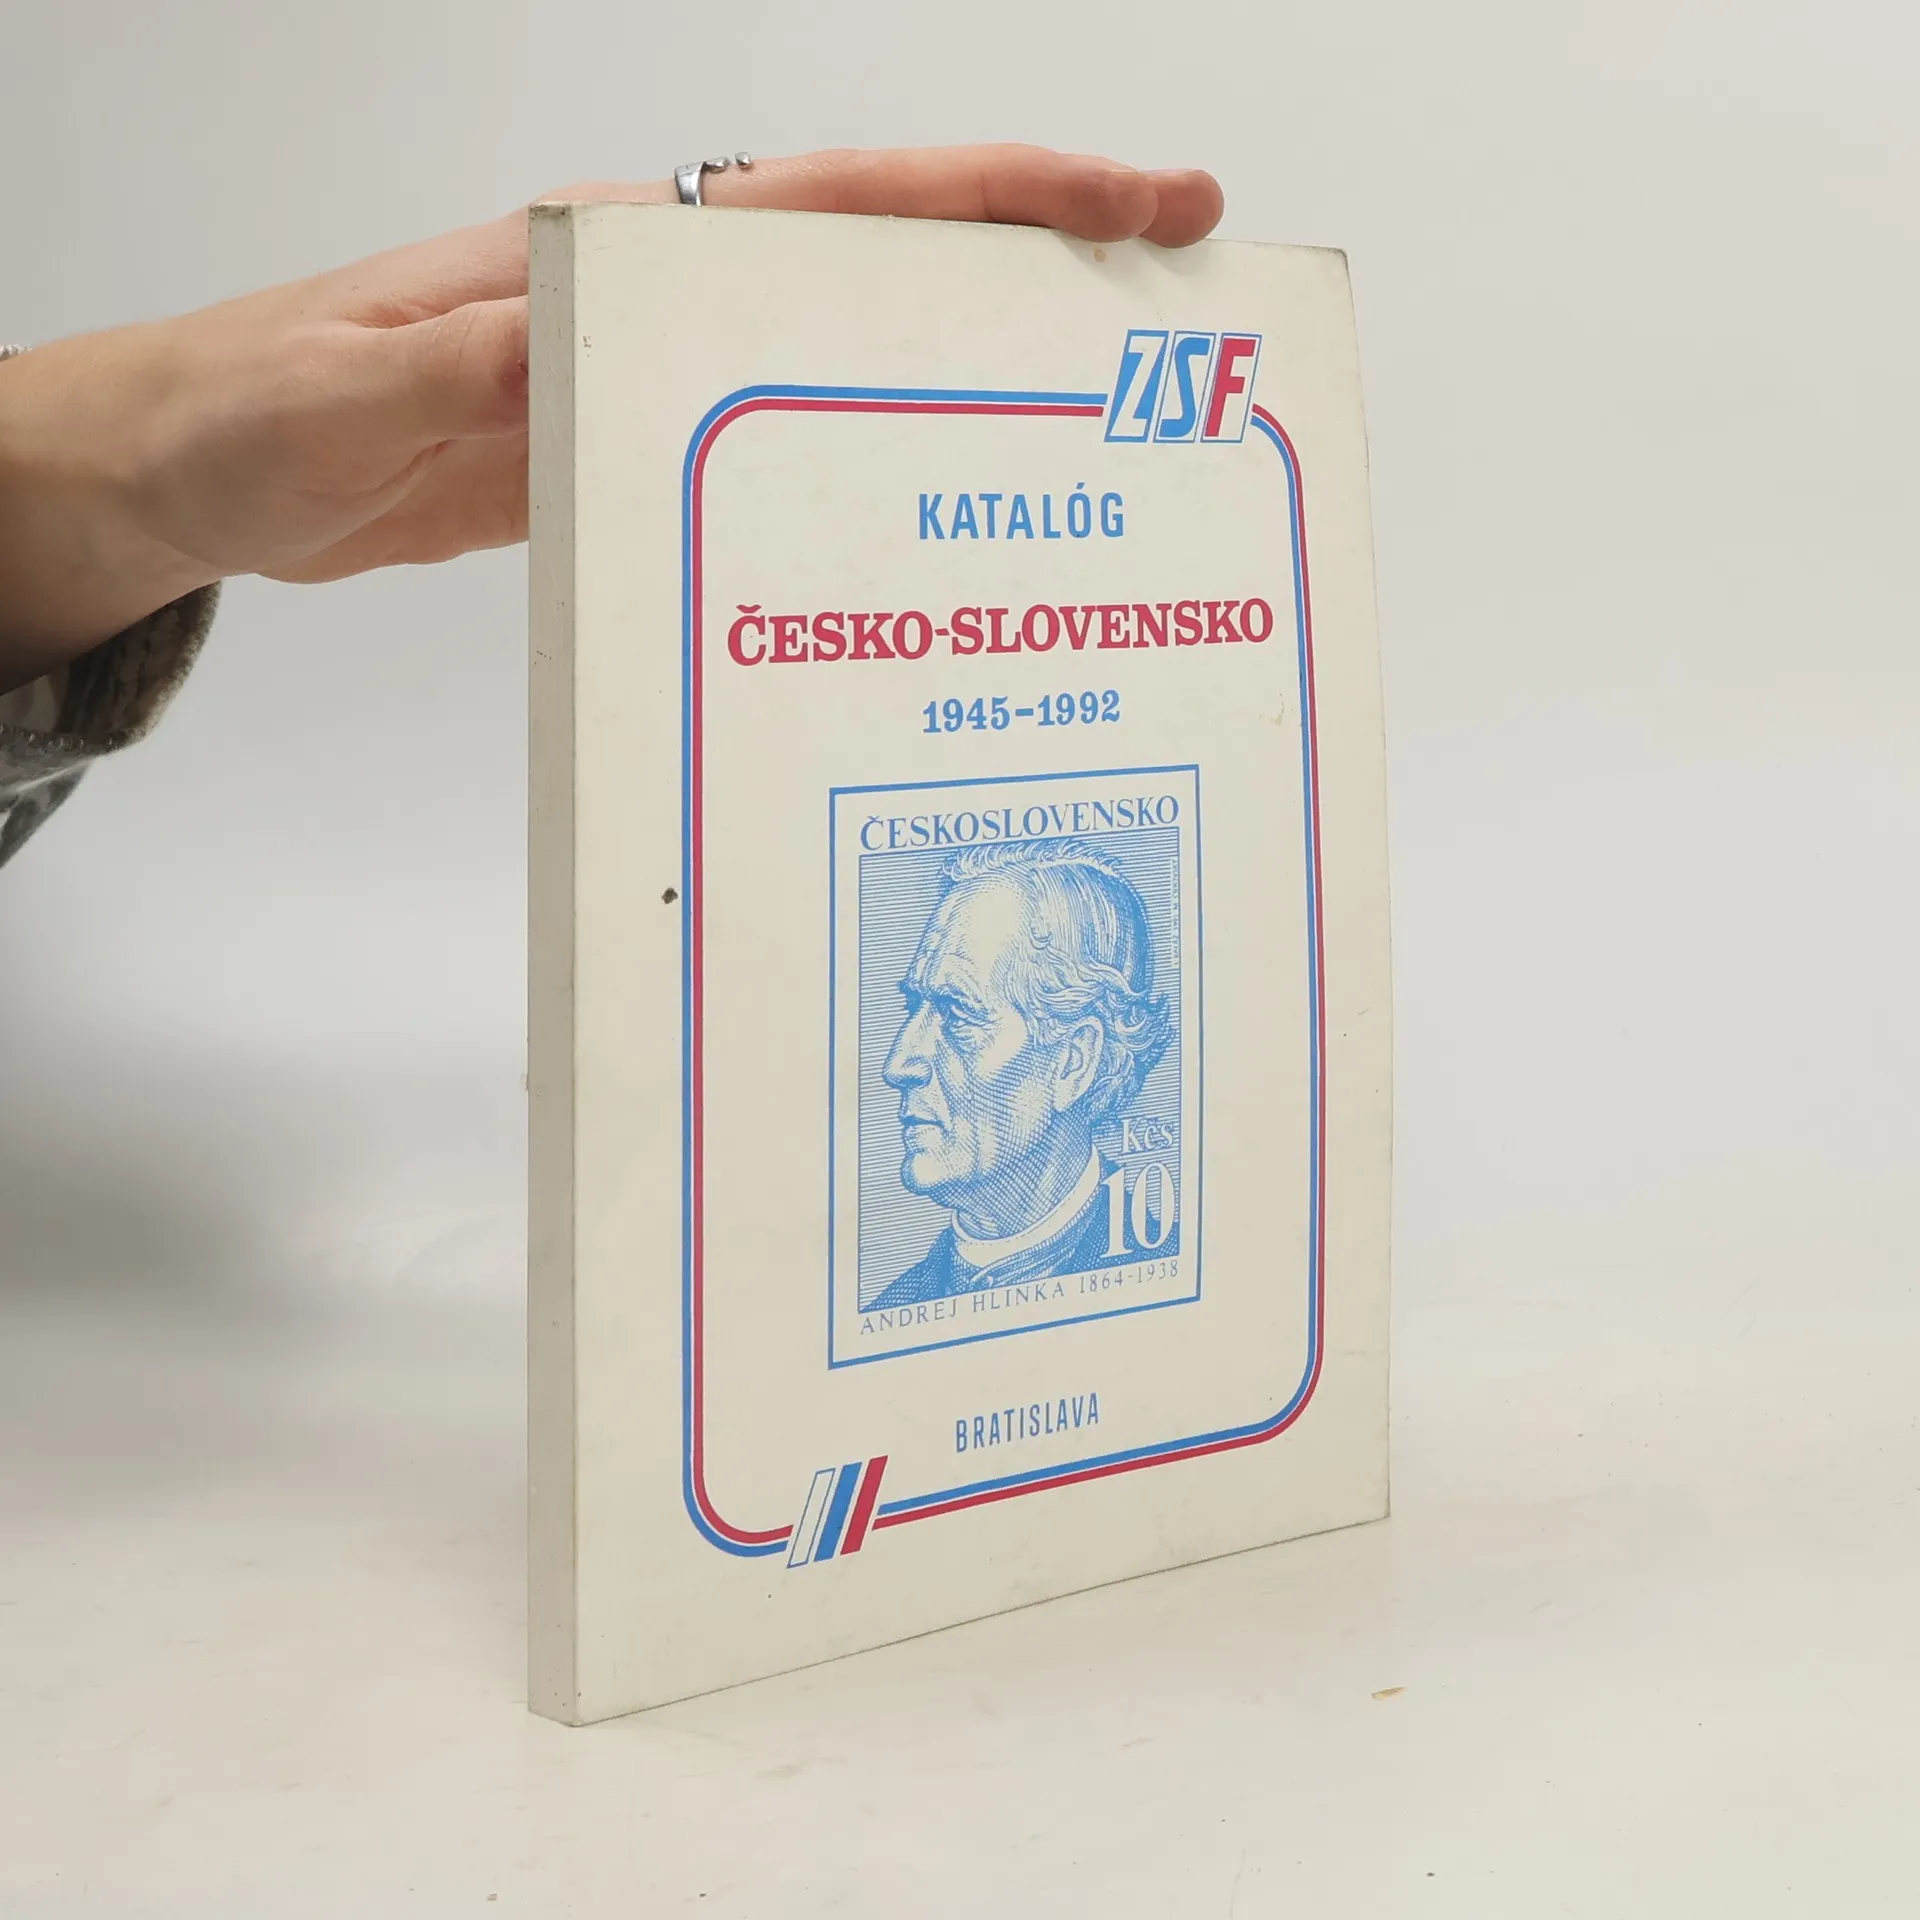 ZSF
KATALÓG
ČESKO-SLOVENSKO
1945-1992
ČESKOSLOVENSKO
Kčs
10
ANDREJ HLINKA 1864-1938
BRATISLAVA